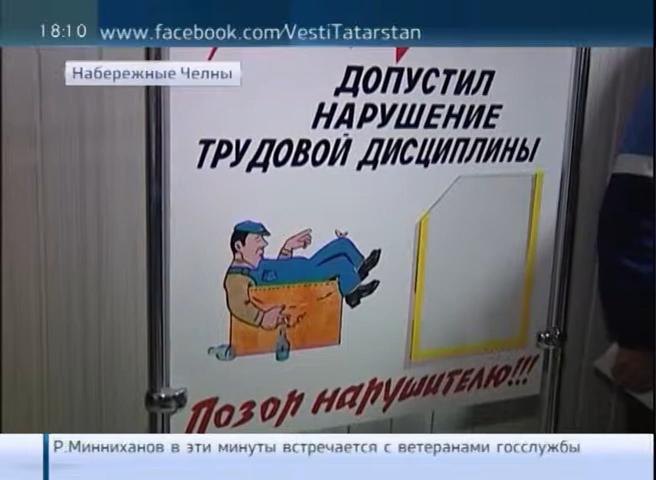 18:10 www.facebook.com/VestiTatarstan
Набережные Челны
ДОПУСТИЛ
НАРУШЕНИЕ
ТРУДОВОЙ ДИСЦИПЛИНЫ
Позор нарушителю!!!
Р.Минниханов в эти минуты встречается с ветеранами госслужбы